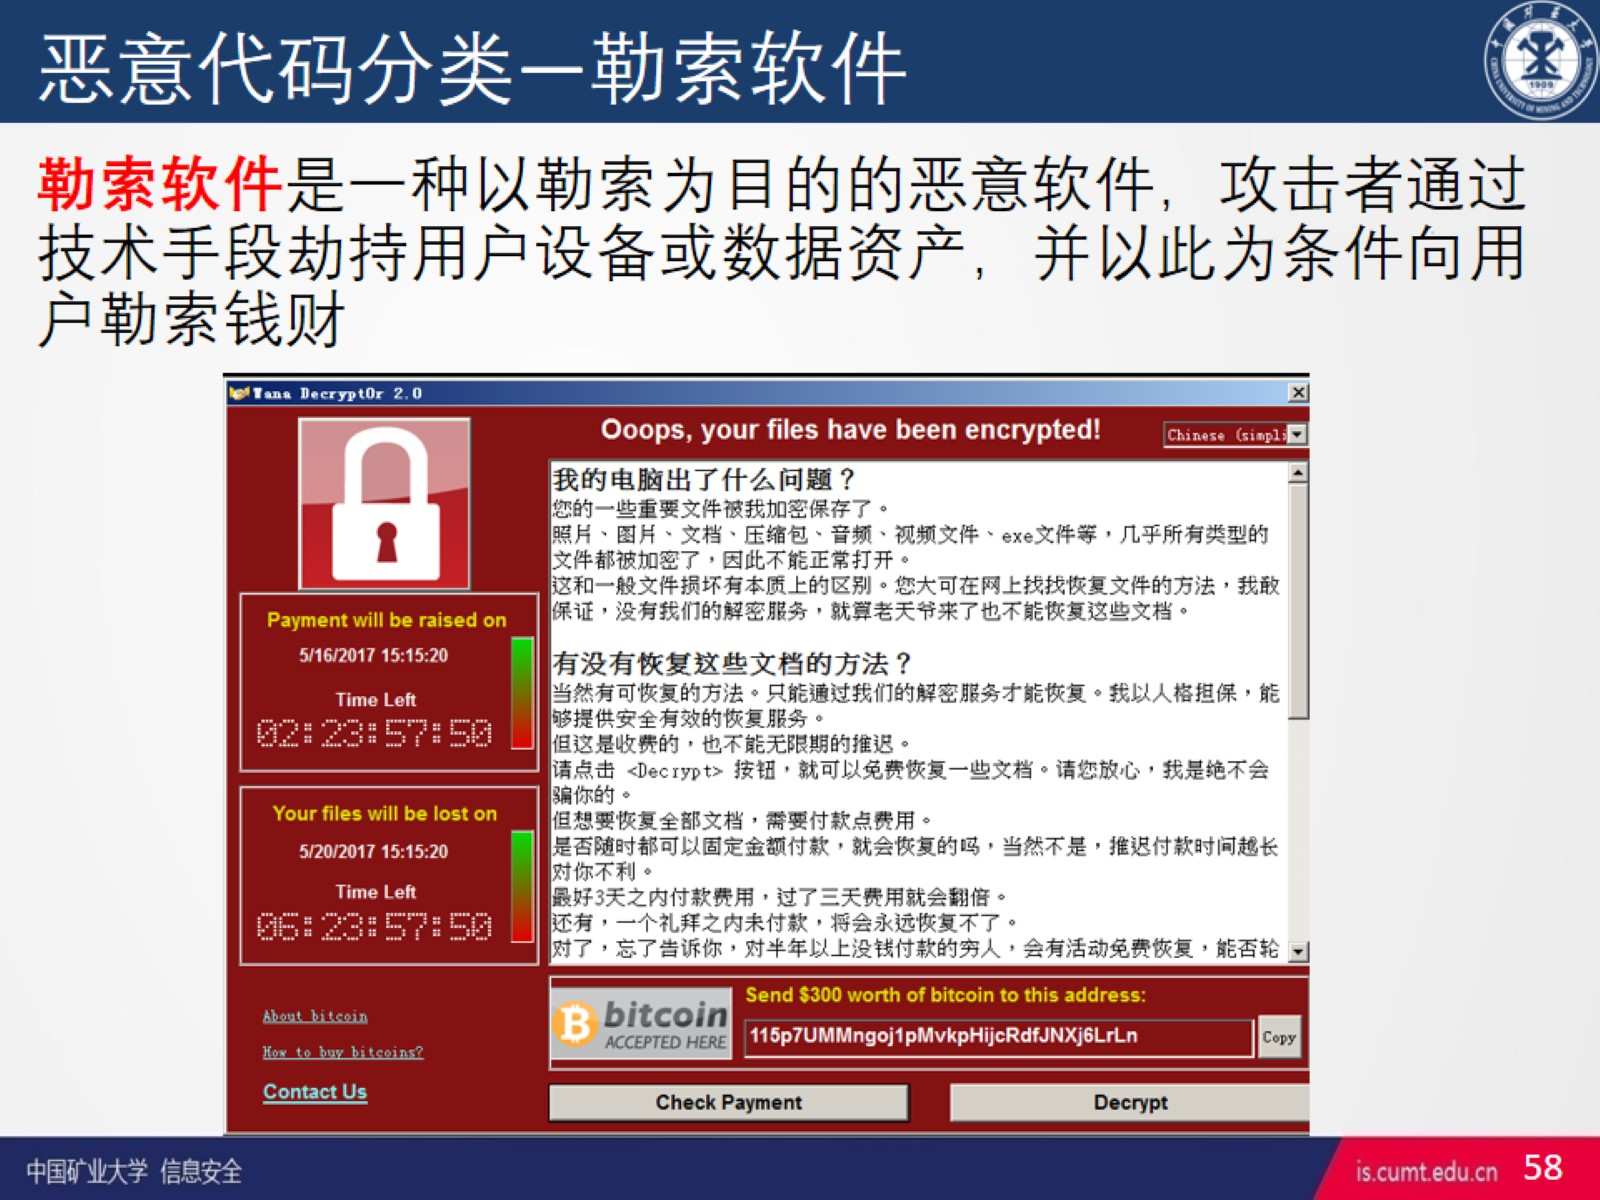 恶意代码分类—勒索软件
勒索软件是一种以勒索为目的的恶意软件，攻击者通过
技术手段劫持用户设备或数据资产，并以此为条件向用
户勒索钱财
Wana Decrypt0r 2.0
Ooops, your files have been encrypted!
Chinese (simpli
我的电脑出了什么问题？
您的一些重要文件被我加密保存了。
照片、图片、文档、压缩包、音频、视频文件、exe文件等，几乎所有类型的
文件都被加密了，因此不能正常打开。
这和一般文件损坏有本质上的区别。您大可在网上找找恢复文件的方法，我敢
保证，没有我们的解密服务，就算老天爷来了也不能恢复这些文档。
有没有恢复这些文档的方法？
当然有可恢复的方法。只能通过我们的解密服务才能恢复。我以人格担保，能
够提供安全有效的恢复服务。
但这是收费的，也不能无限期的推迟。
请点击 <Decrypt> 按钮，就可以免费恢复一些文档。请您放心，我是绝不会
骗你的。
但想要恢复全部文档，需要付款点费用。
是否随时都可以固定金额付款，就会恢复的吗，当然不是，推迟付款时间越长
对你不利。
最好3天之内付款费用，过了三天费用就会翻倍。
还有，一个礼拜之内未付款，将会永远恢复不了。
对了，忘了告诉你，对半年以上没钱付款的穷人，会有活动免费恢复，能否轮
Payment will be raised on
5/16/2017 15:15:20
Time Left
02:23:57:50
Your files will be lost on
5/20/2017 15:15:20
Time Left
06:23:57:50
About bitcoin
How to buy bitcoins?
Contact Us
bitcoin
ACCEPTED HERE
Send $300 worth of bitcoin to this address:
115p7UMMngoj1pMvkpHijcRdfJNXj6LrLn
Copy
Check Payment
Decrypt
中国矿业大学 信息安全
is.cumt.edu.cn 58